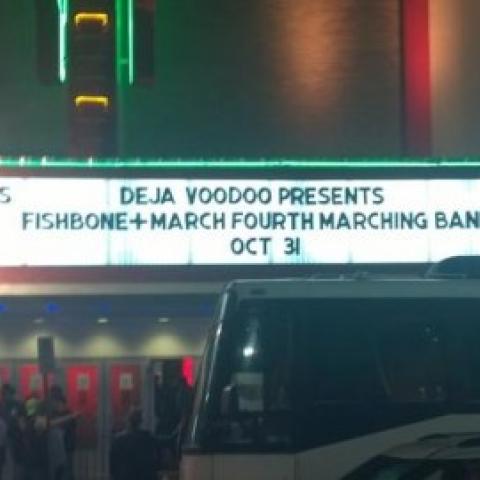 S DEJA VOODOO PRESENTS
FISHBONE+MARCH FOURTH MARCHING BAN
OCT 31